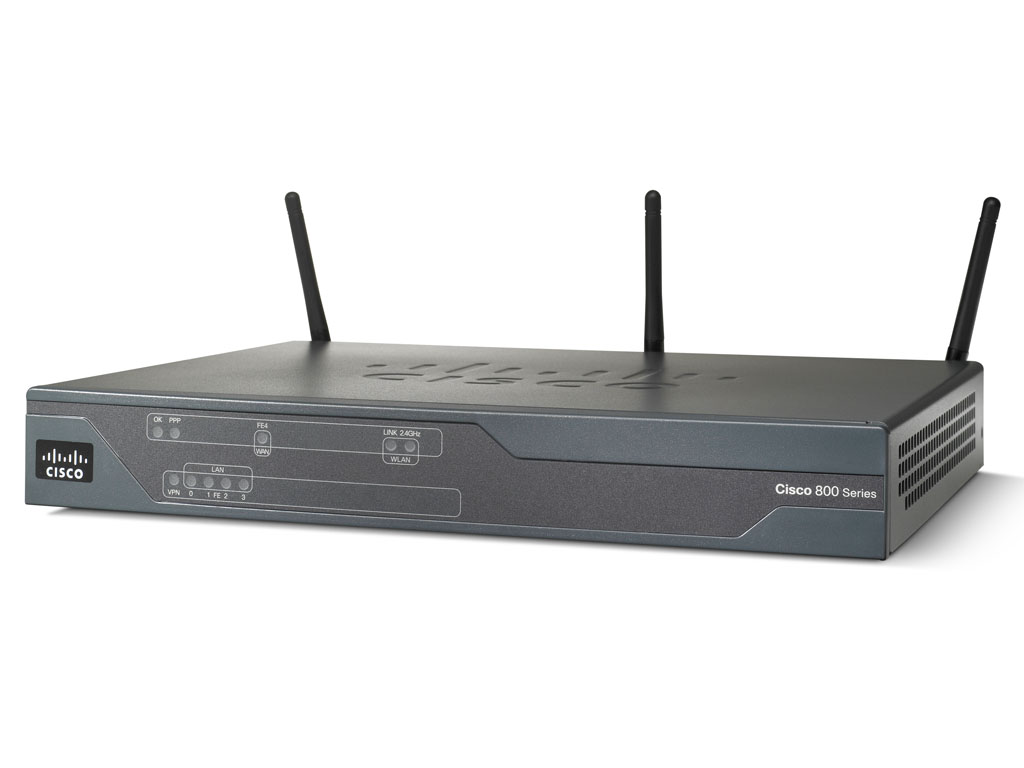 CISCO
OK PPP
FE4
WAN
LINK 2.4GHz
WLAN
CISCO
LAN
VPN 0 1 FE 2 3
Cisco 800 Series